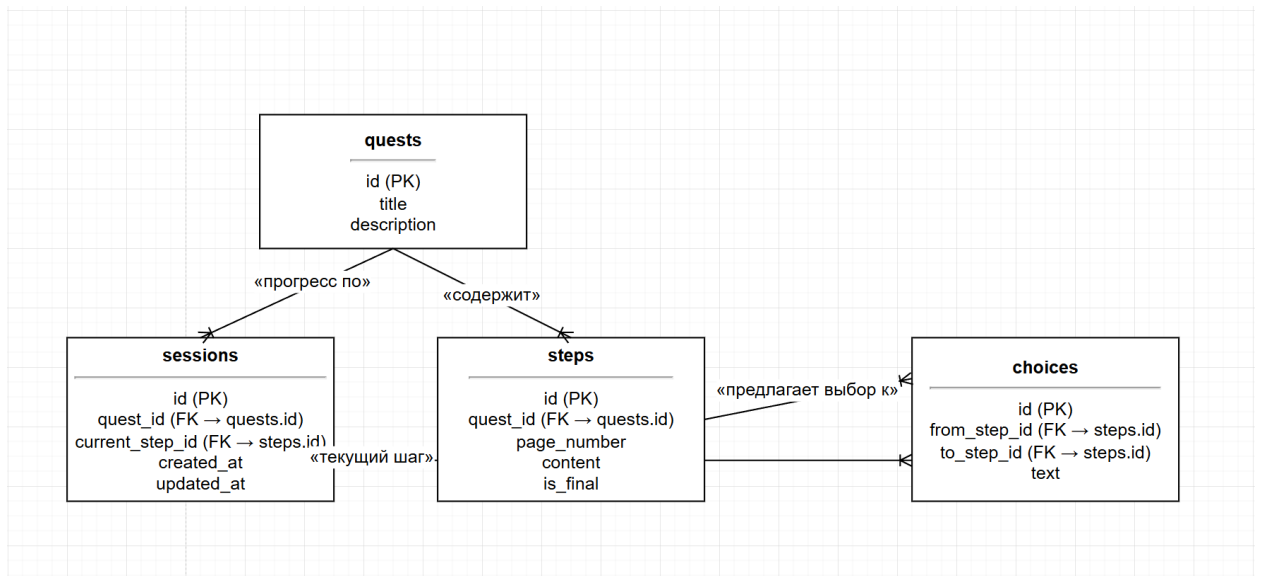 quests
id (PK)
title
description
«прогресс по»
«содержит»
sessions
id (PK)
quest_id (FK → quests.id)
current_step_id (FK → steps.id)
created_at
updated_at
«текущий шаг»
steps
id (PK)
quest_id (FK → quests.id)
page_number
content
is_final
«предлагает выбор к»
choices
id (PK)
from_step_id (FK → steps.id)
to_step_id (FK → steps.id)
text